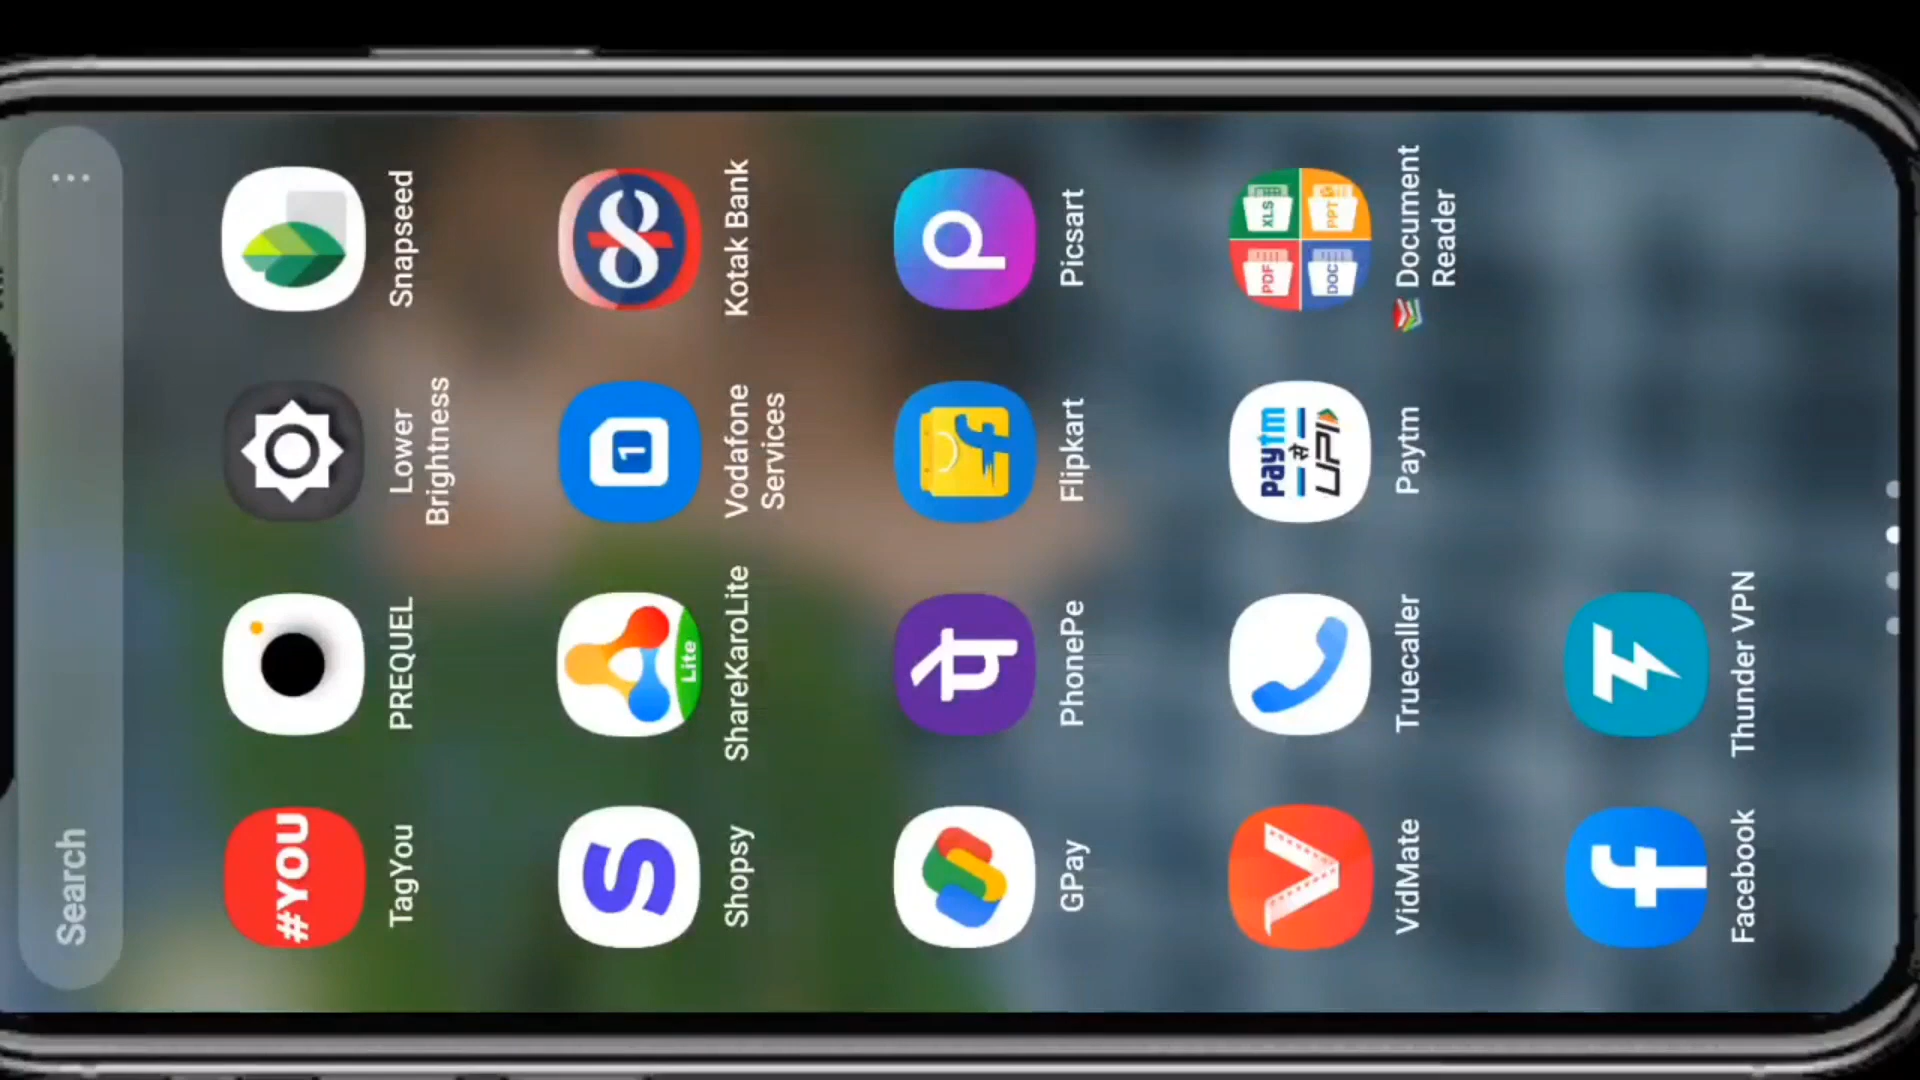 Search
#YOU
TagYou
PREQUEL
Lower
Brightness
Snapseed
Shopsy
Lite
ShareKaroLite
1
Vodafone
Services
Kotak Bank
GPay
पे
PhonePe
Flipkart
Picsart
VidMate
Truecaller
paytm
से
UPI
Paytm
PDF
XLS
DOC
PPT
Document
Reader
Facebook
Thunder VPN